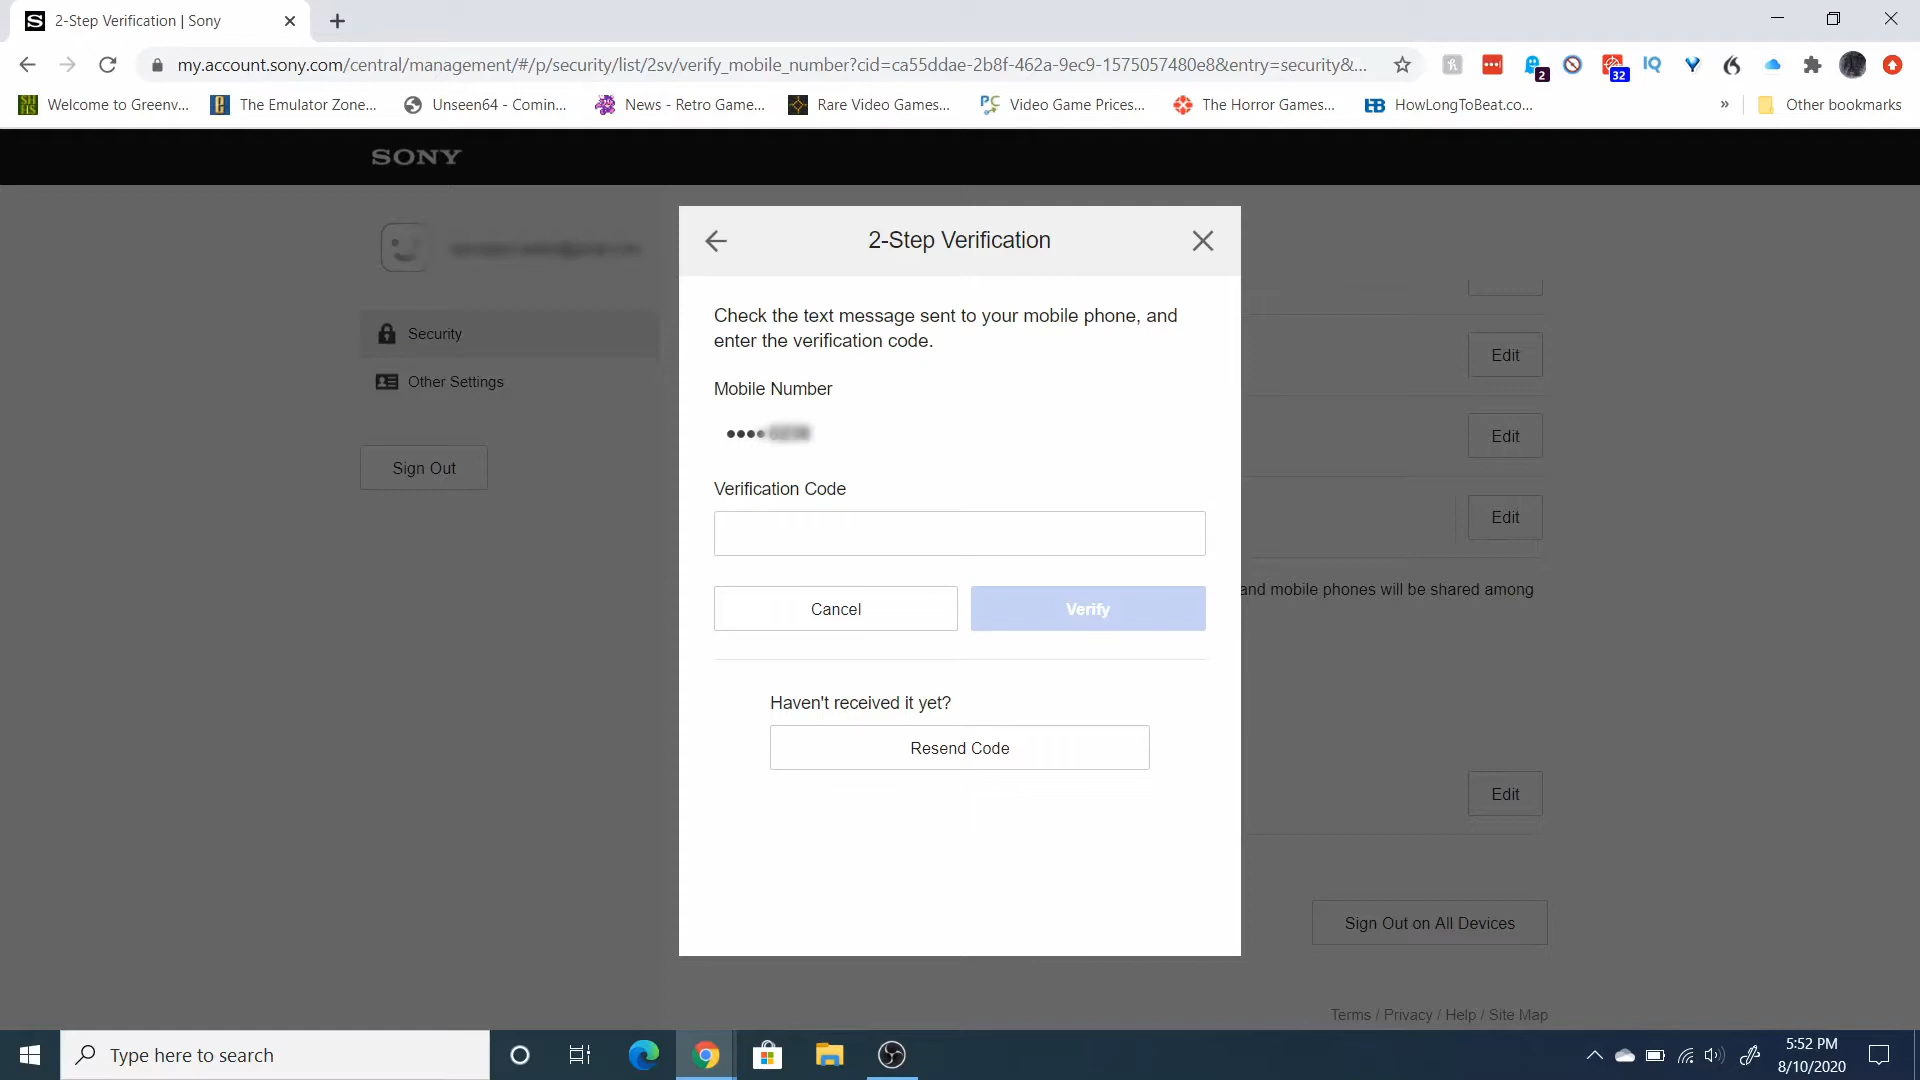 2-Step Verification | Sony
my.account.sony.com/central/management/#/p/security/list/2sv/verify_mobile_number?cid=ca55ddae-2b8f-462a-9ec9-1575057480e8&entry=security&...
2
32
IQ
Welcome to Greenv...
The Emulator Zone...
Unseen64 - Comin...
News - Retro Game...
Rare Video Games...
Video Game Prices...
The Horror Games...
HowLongToBeat.co...
»
Other bookmarks
SONY
2-Step Verification
Check the text message sent to your mobile phone, and
enter the verification code.
Security
Other Settings
Sign Out
Mobile Number
••••
Verification Code
Cancel
Verify
Haven't received it yet?
Resend Code
Edit
Edit
Edit
and mobile phones will be shared among
Edit
Sign Out on All Devices
Terms / Privacy / Help / Site Map
Type here to search
5:52 PM
8/10/2020